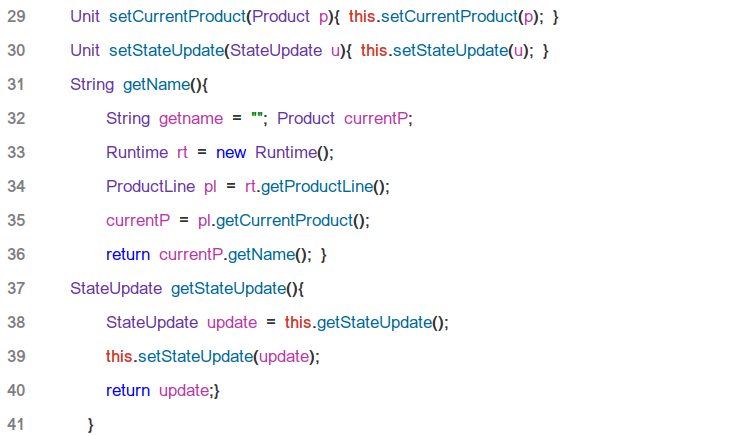 29 Unit setCurrentProduct(Product p){ this.setCurrentProduct(p); }
30 Unit setStateUpdate(StateUpdate u){ this.setStateUpdate(u); }
31 String getName(){
32 String getname = ""; Product currentP;
33 Runtime rt = new Runtime();
34 ProductLine pl = rt.getProductLine();
35 currentP = pl.getCurrentProduct();
36 return currentP.getName(); }
37 StateUpdate getStateUpdate(){
38 StateUpdate update = this.getStateUpdate();
39 this.setStateUpdate(update);
40 return update;}
41 }